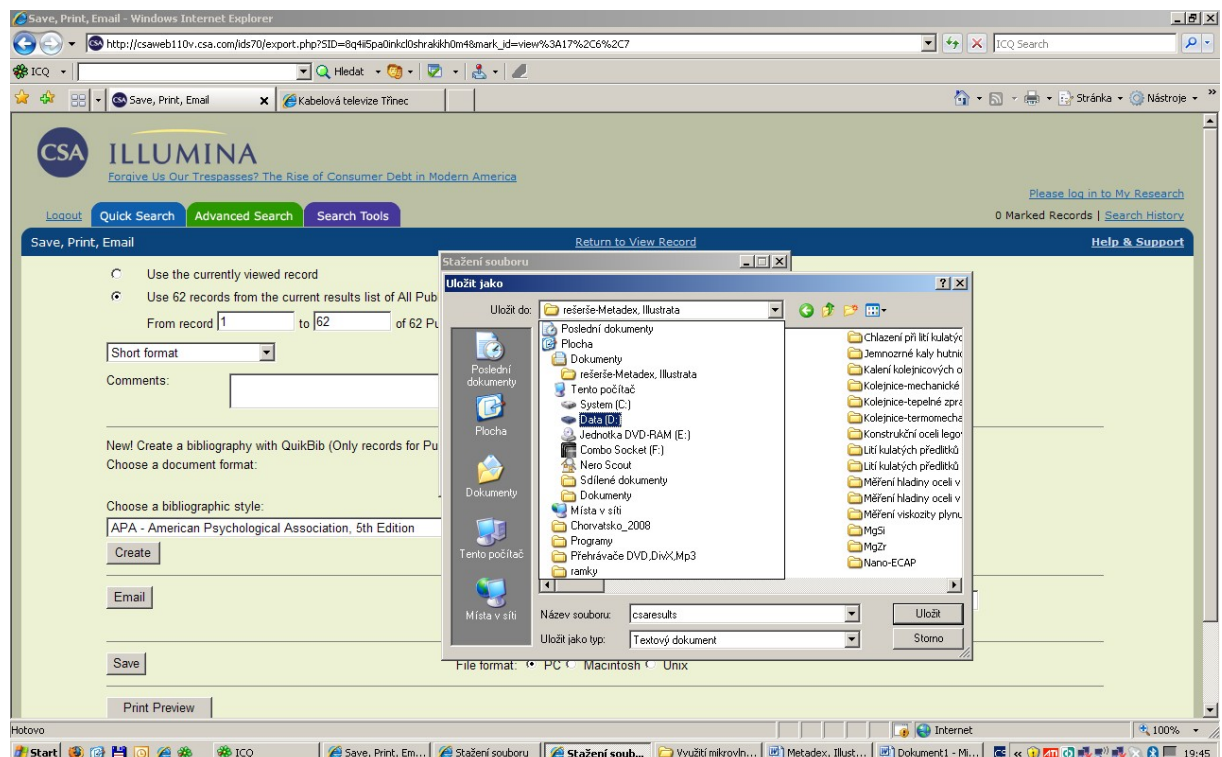 Save, Print, Email - Windows Internet Explorer
http://csaweb110v.csa.com/ids70/export.php?SID=8q4ii5pa0inkcl0shrakikh0m4&mark_id=view%3A17%2C6%2C7
ICQ Search
ICQ
Hledat
Save, Print, Email
Kabelová televize Třinec
Stránka
Nástroje
CSA
ILLUMINA
Forgive Us Our Trespasses? The Rise of Consumer Debt in Modern America
Please log in to My Research
Logout
Quick Search
Advanced Search
Search Tools
0 Marked Records | Search History
Save, Print, Email
Return to View Record
Help & Support
Use the currently viewed record
Use 62 records from the current results list of All Pub
From record 1 to 62 of 62 Pu
Short format
Comments:
New! Create a bibliography with QuikBib (Only records for Pu
Choose a document format:
Choose a bibliographic style:
APA - American Psychological Association, 5th Edition
Create
Email
Save
File format: PC Macintosh Unix
Print Preview
Stažení souboru
Uložit jako
Uložit do: rešerše-Metadex, Illustrata
Poslední dokumenty
Plocha
Dokumenty
Tento počítač
Místa v síti
Poslední dokumenty
Plocha
Dokumenty
rešerše-Metadex, Illustrata
Tento počítač
System (C:)
Data (D:)
Jednotka DVD-RAM (E:)
Combo Socket (F:)
Nero Scout
Sdílené dokumenty
Dokumenty
Místa v síti
Chorvatsko_2008
Programy
Přehrávače DVD,DivX,Mp3
ramky
Chlazení při lití kulatýc
Jemnozrné kaly hutnic
Kalení kolejnicových o
Kolejnice-mechanické
Kolejnice-tepelné zpra
Kolejnice-termomecha
Konstrukční oceli lego
Lití kulatých předlitků
Lití kulatých předlitků
Měření hladiny oceli v
Měření hladiny oceli v
Měření viskozity plynu
MgSi
MgZr
Nano-ECAP
Název souboru: csaresults
Uložit
Uložit jako typ: Textový dokument
Storno
Hotovo
Internet
100%
Start
ICQ
Save, Print, Em...
Stažení souboru
Stažení soub...
Využití mikrovln...
Metadex, Illust...
Dokument1 - Mi...
19:45